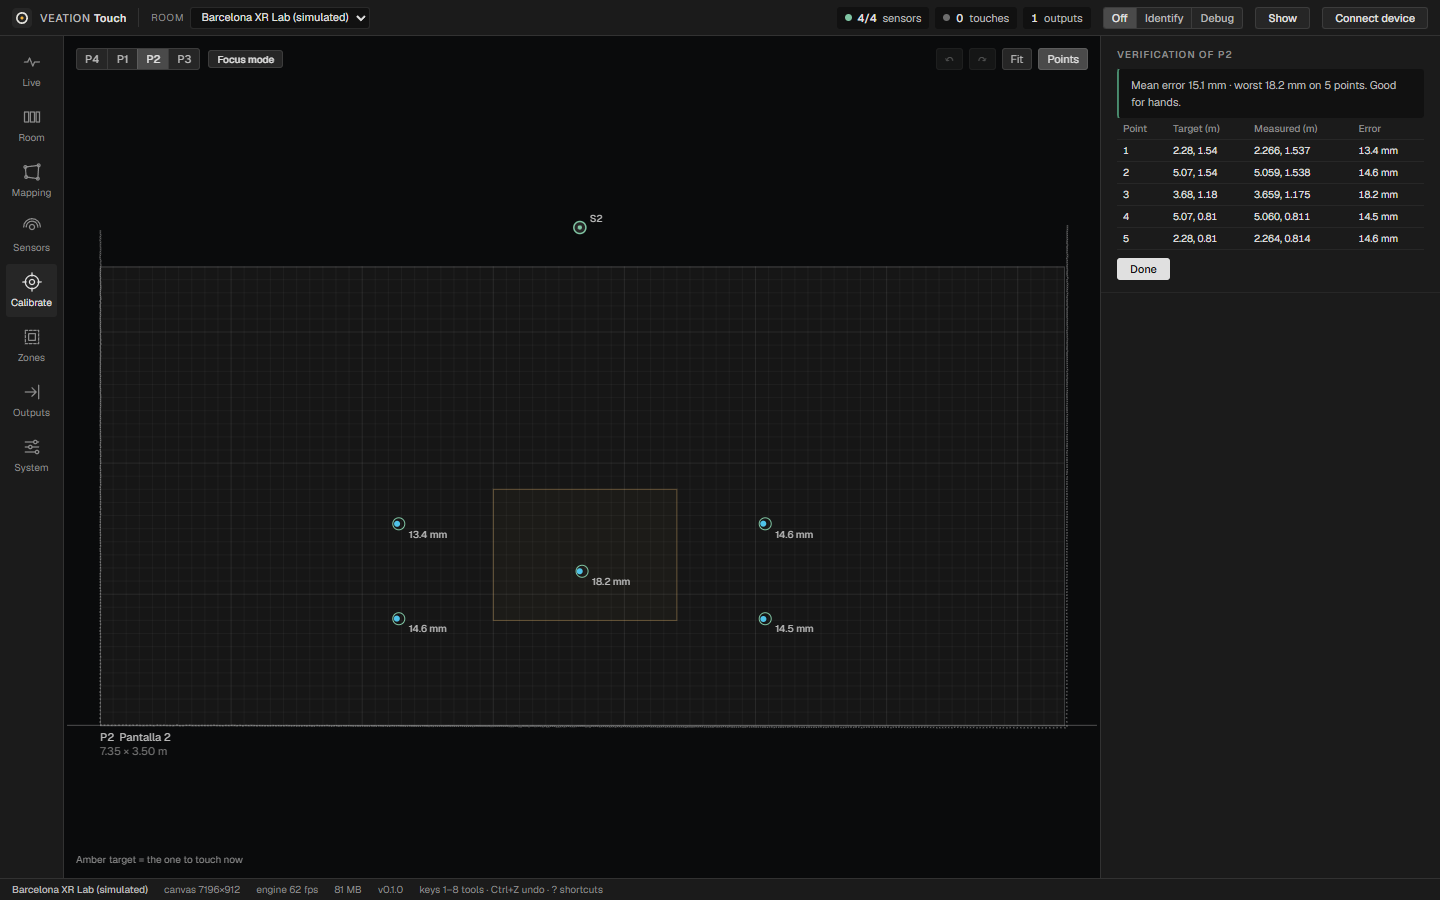 VEATION Touch
ROOM
Barcelona XR Lab (simulated)
4/4 sensors
0 touches
1 outputs
Off
Identify
Debug
Show
Connect device
Live
Room
Mapping
Sensors
Calibrate
Zones
Outputs
System
P4
P1
P2
P3
Focus mode
Fit
Points
S2
13.4 mm
14.6 mm
18.2 mm
14.6 mm
14.5 mm
P2 Pantalla 2
7.35 × 3.50 m
Amber target = the one to touch now
VERIFICATION OF P2
Mean error 15.1 mm · worst 18.2 mm on 5 points. Good
for hands.
Point Target (m) Measured (m) Error
1 2.28, 1.54 2.266, 1.537 13.4 mm
2 5.07, 1.54 5.059, 1.538 14.6 mm
3 3.68, 1.18 3.659, 1.175 18.2 mm
4 5.07, 0.81 5.060, 0.811 14.5 mm
5 2.28, 0.81 2.264, 0.814 14.6 mm
Done
Barcelona XR Lab (simulated) canvas 7196×912 engine 62 fps 81 MB v0.1.0 keys 1–8 tools · Ctrl+Z undo · ? shortcuts